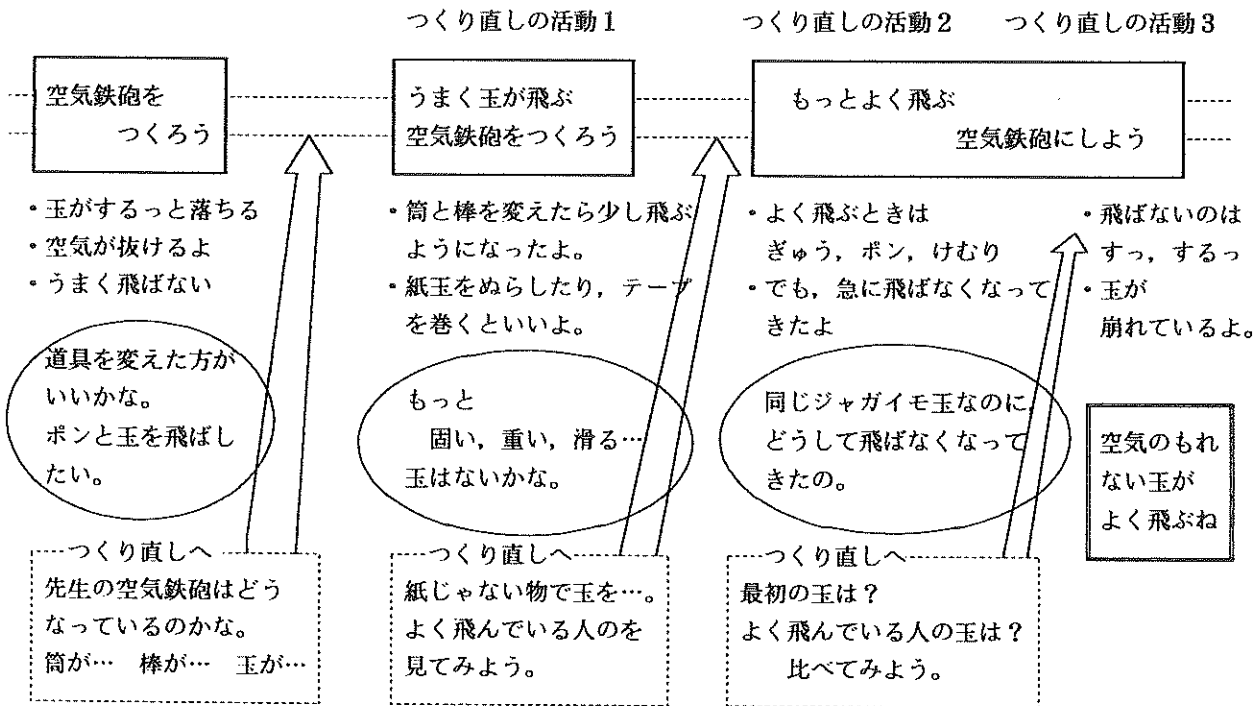 つくり直しの活動1
つくり直しの活動2
つくり直しの活動3
空気鉄砲を
つくろう
うまく玉が飛ぶ
空気鉄砲をつくろう
もっとよく飛ぶ
空気鉄砲にしよう
・玉がするっと落ちる
・空気が抜けるよ
・うまく飛ばない
・筒と棒を変えたら少し飛ぶ
ようになったよ。
・紙玉をぬらしたり，テープ
を巻くといいよ。
・よく飛ぶときは
ぎゅう，ポン，けむり
・でも，急に飛ばなくなって
きたよ
・飛ばないのは
すっ，するっ
・玉が
崩れているよ。
道具を変えた方が
いいかな。
ポンと玉を飛ばし
たい。
もっと
固い，重い，滑る…
玉はないかな。
同じジャガイモ玉なのに，
どうして飛ばなくなって
きたの。
空気のもれ
ない玉が
よく飛ぶね
つくり直しへ
先生の空気鉄砲はどう
なっているのかな。
筒が… 棒が… 玉が…
つくり直しへ
紙じゃない物で玉を…。
よく飛んでいる人のを
見てみよう。
つくり直しへ
最初の玉は？
よく飛んでいる人の玉は？
比べてみよう。